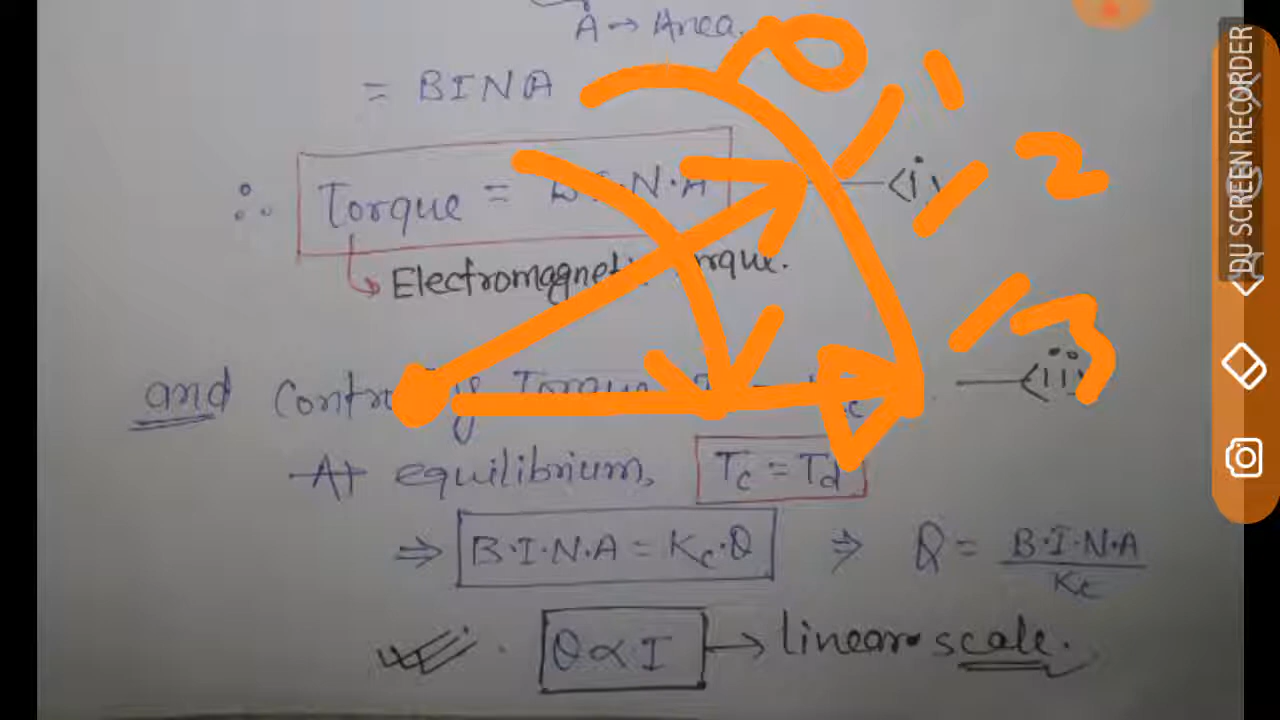 A → Area.
= BINA
0 1 2 3
∴ Torque = B.I.N.A —(i)
→ Electromagnetic Torque.
and Controlling Torque —(ii)
At equilibrium, Tc = Td
⇒ B.I.N.A = Kc.θ ⇒ θ = B.I.N.A / Kc
θ ∝ I → linear scale.
DU SCREEN RECORDER